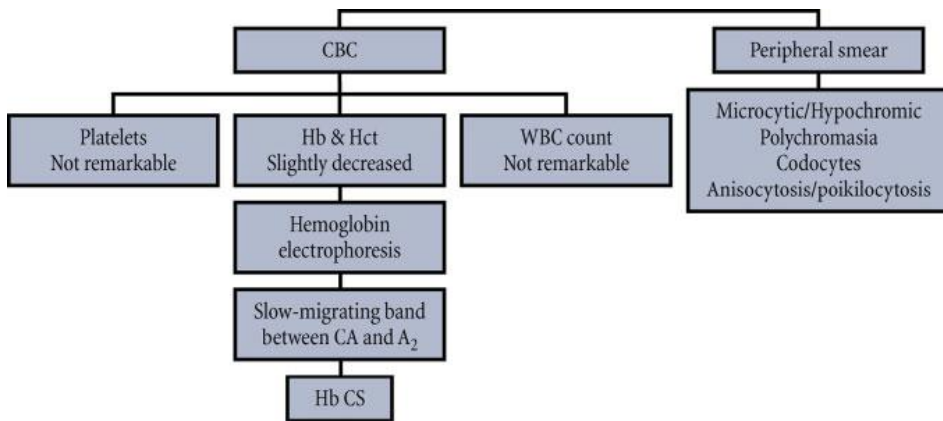 CBC
Peripheral smear
Platelets
Not remarkable
Hb & Hct
Slightly decreased
WBC count
Not remarkable
Microcytic/Hypochromic
Polychromasia
Codocytes
Anisocytosis/poikilocytosis
Hemoglobin
electrophoresis
Slow-migrating band
between CA and A₂
Hb CS